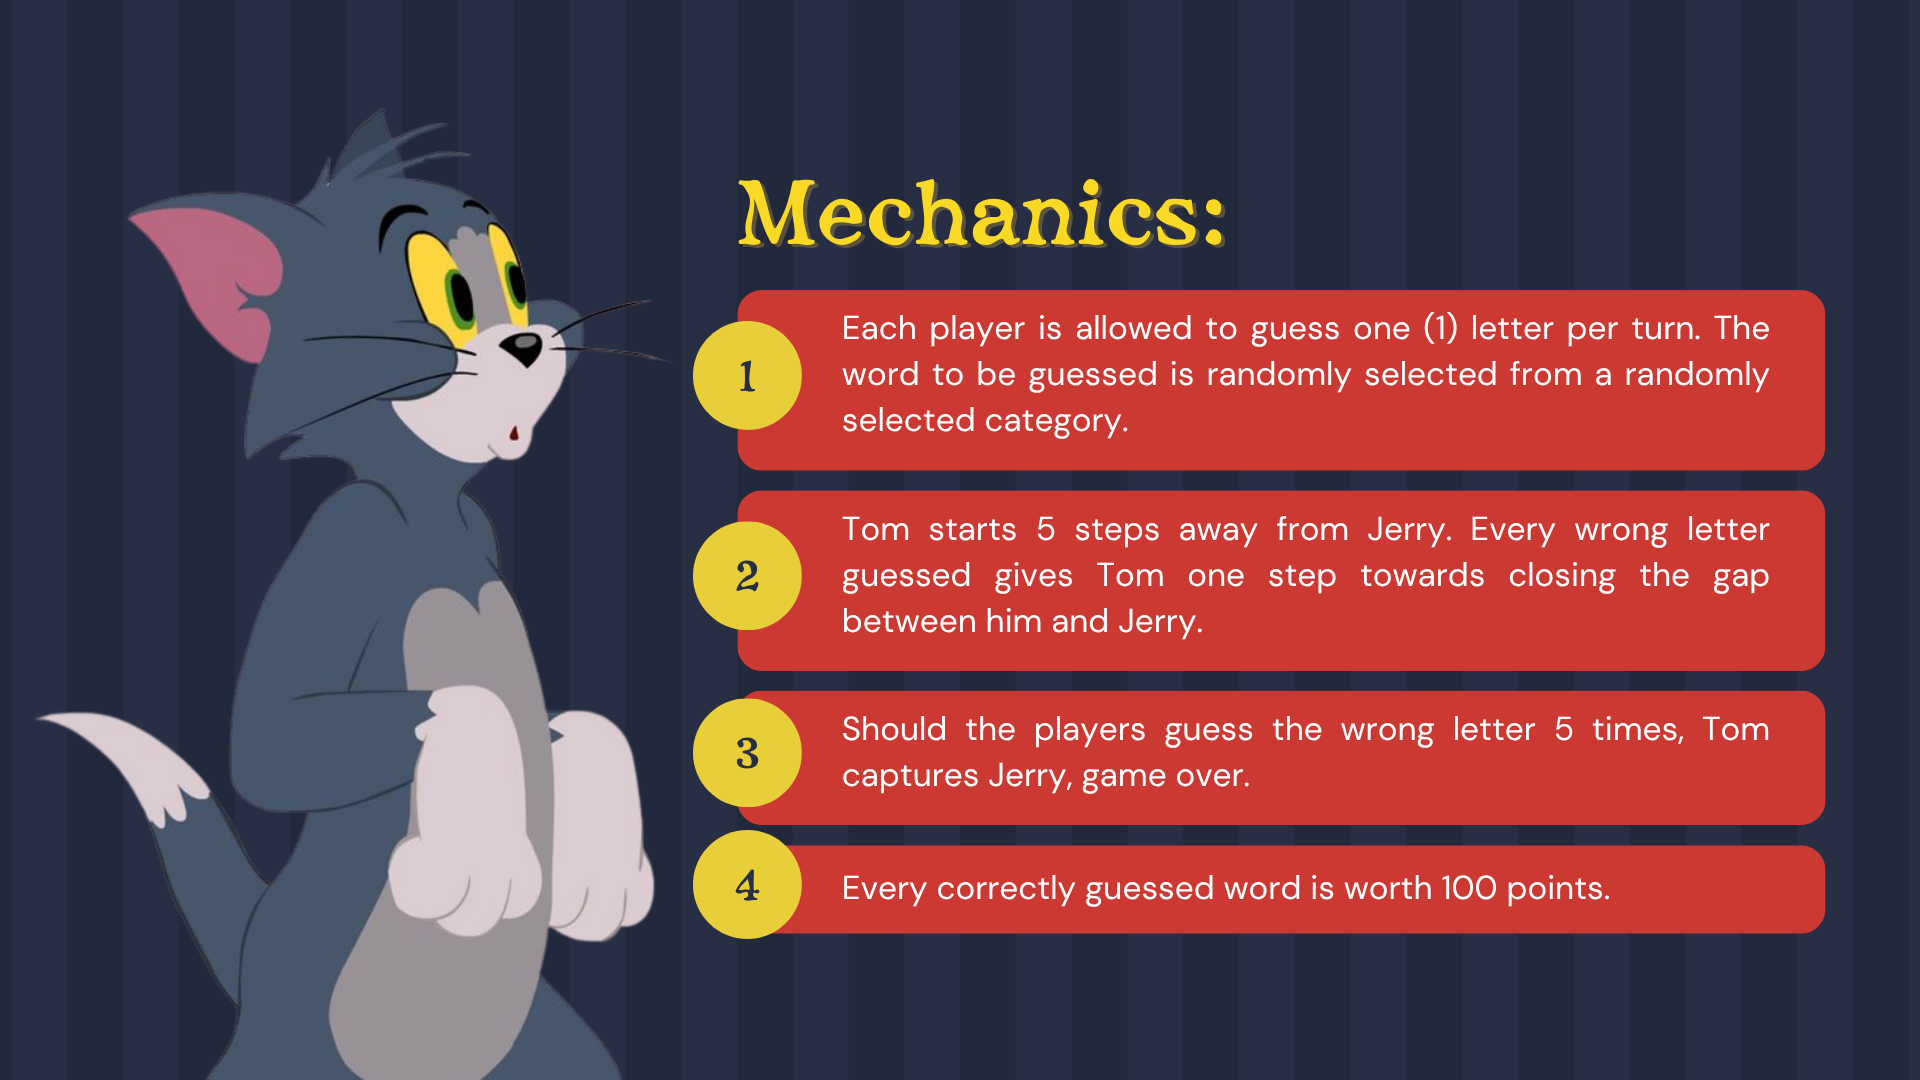 Mechanics:
1
Each player is allowed to guess one (1) letter per turn. The
word to be guessed is randomly selected from a randomly
selected category.
2
Tom starts 5 steps away from Jerry. Every wrong letter
guessed gives Tom one step towards closing the gap
between him and Jerry.
3
Should the players guess the wrong letter 5 times, Tom
captures Jerry, game over.
4
Every correctly guessed word is worth 100 points.